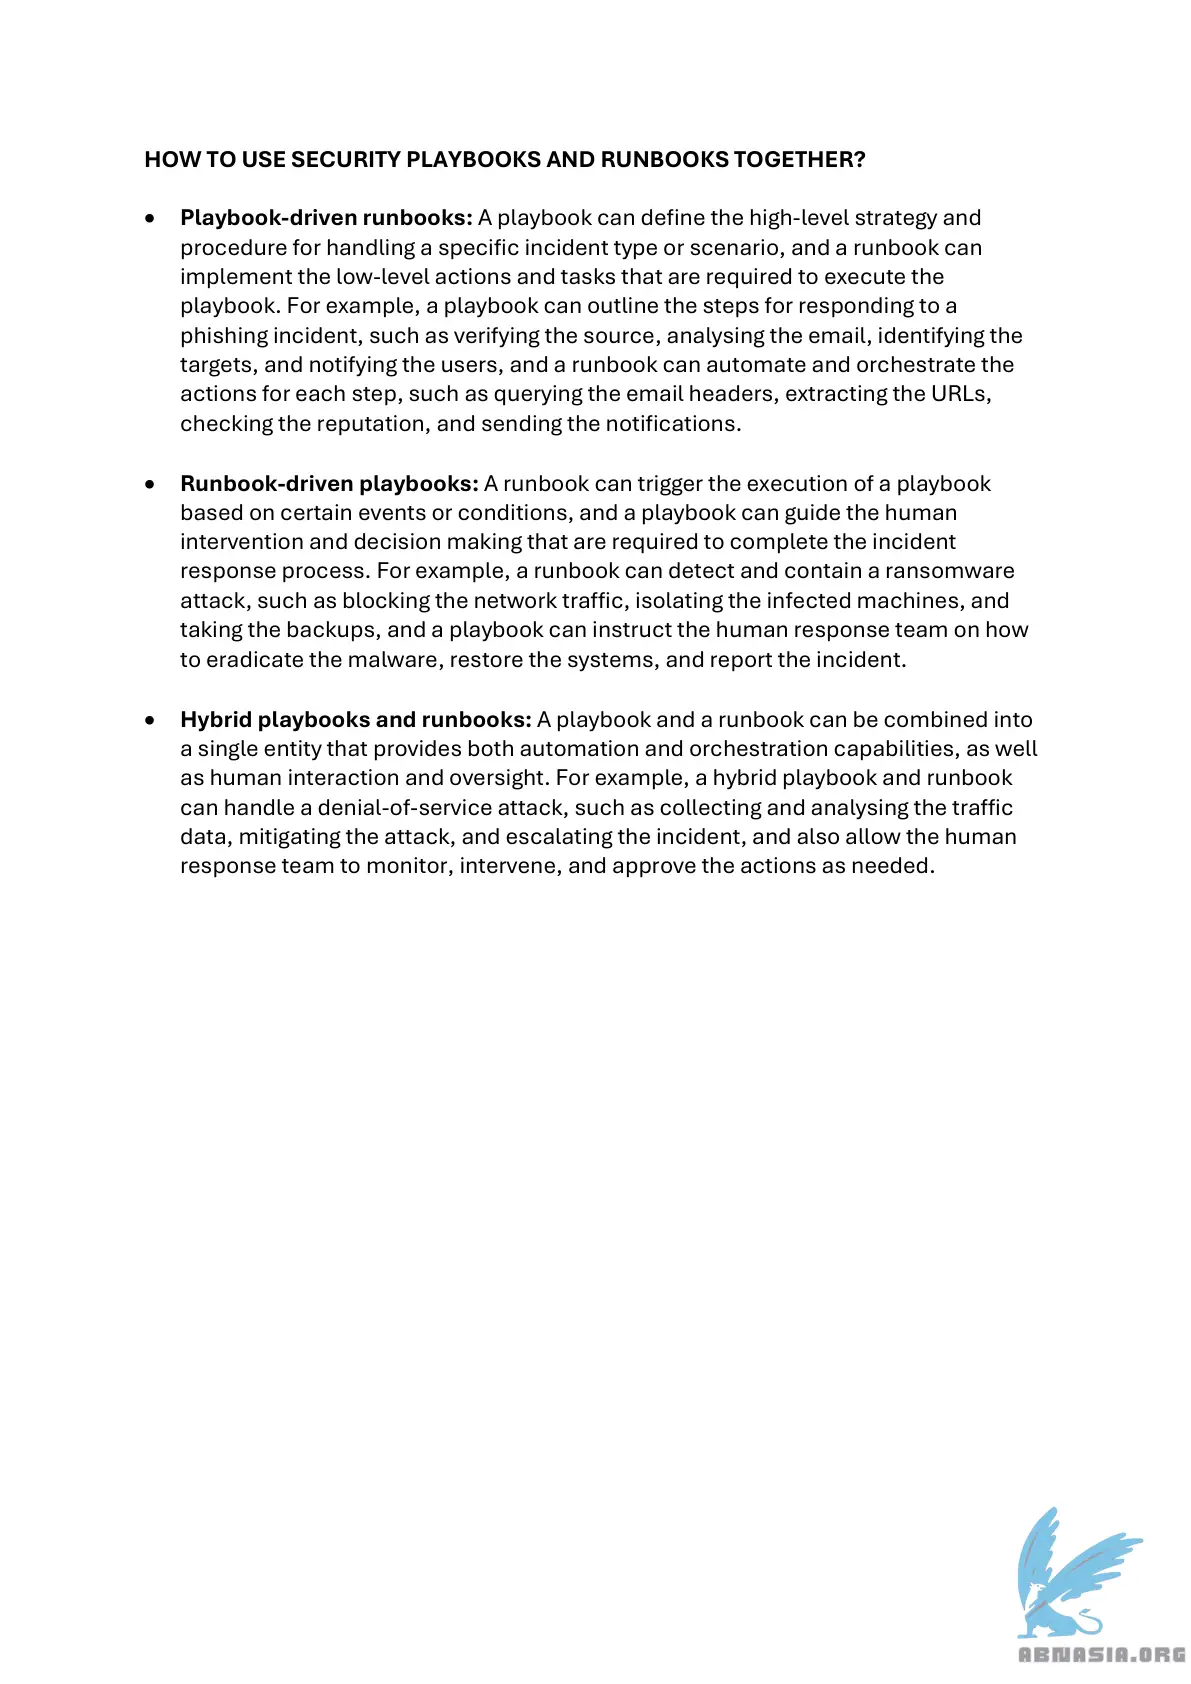 HOW TO USE SECURITY PLAYBOOKS AND RUNBOOKS TOGETHER?
• Playbook-driven runbooks: A playbook can define the high-level strategy and
procedure for handling a specific incident type or scenario, and a runbook can
implement the low-level actions and tasks that are required to execute the
playbook. For example, a playbook can outline the steps for responding to a
phishing incident, such as verifying the source, analysing the email, identifying the
targets, and notifying the users, and a runbook can automate and orchestrate the
actions for each step, such as querying the email headers, extracting the URLs,
checking the reputation, and sending the notifications.
• Runbook-driven playbooks: A runbook can trigger the execution of a playbook
based on certain events or conditions, and a playbook can guide the human
intervention and decision making that are required to complete the incident
response process. For example, a runbook can detect and contain a ransomware
attack, such as blocking the network traffic, isolating the infected machines, and
taking the backups, and a playbook can instruct the human response team on how
to eradicate the malware, restore the systems, and report the incident.
• Hybrid playbooks and runbooks: A playbook and a runbook can be combined into
a single entity that provides both automation and orchestration capabilities, as well
as human interaction and oversight. For example, a hybrid playbook and runbook
can handle a denial-of-service attack, such as collecting and analysing the traffic
data, mitigating the attack, and escalating the incident, and also allow the human
response team to monitor, intervene, and approve the actions as needed.
ABNASIA.ORG